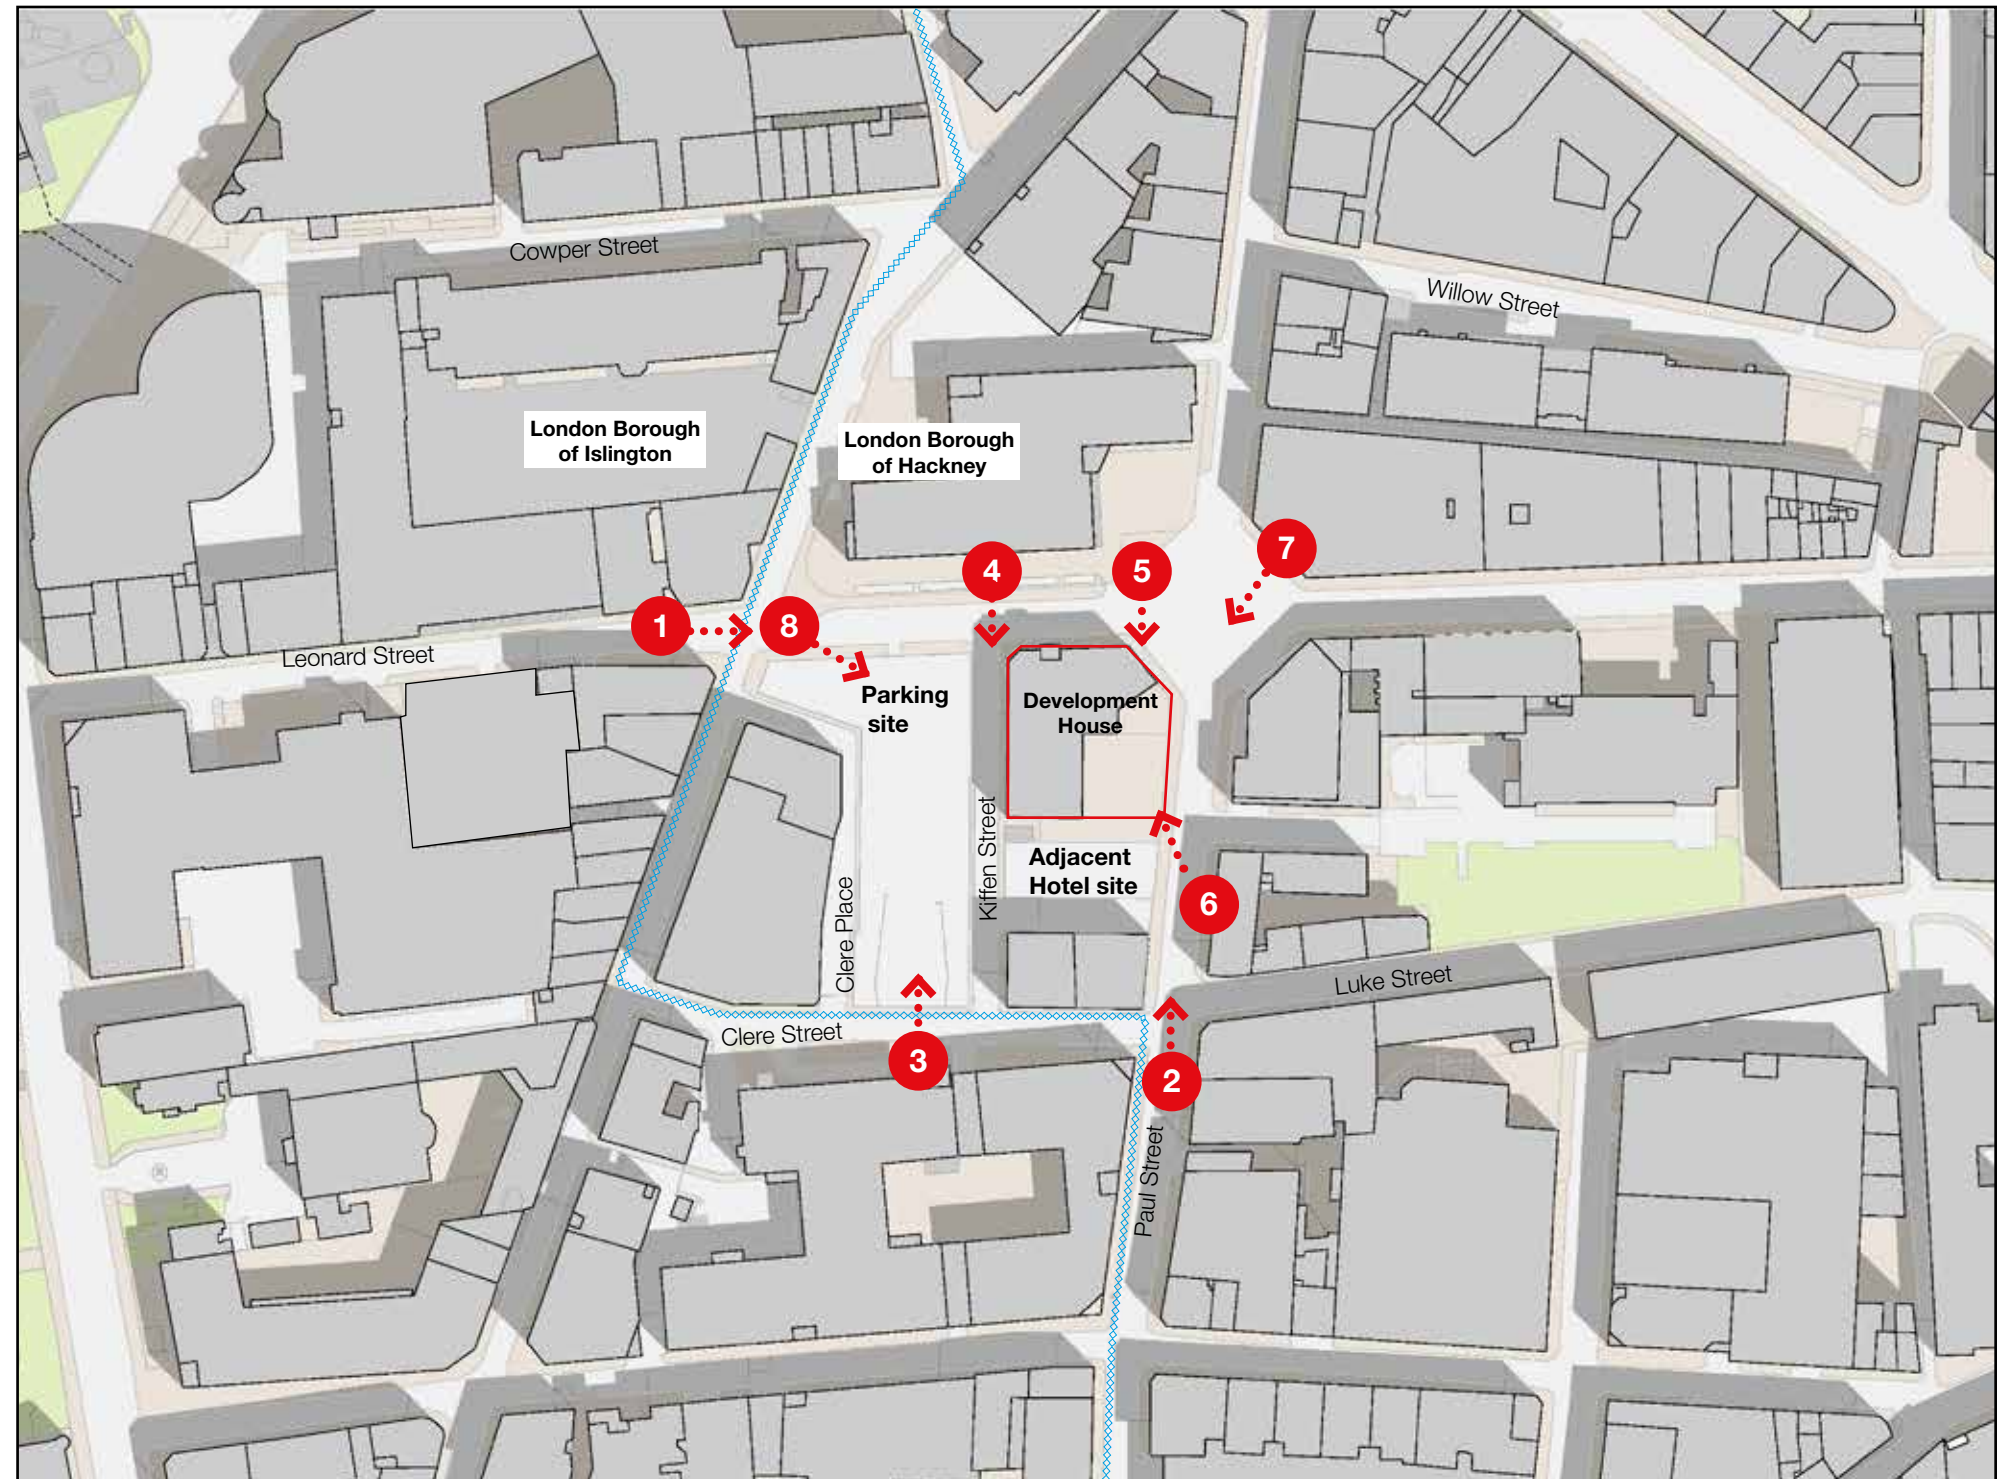 Cowper Street
Willow Street
London Borough
of Islington
London Borough
of Hackney
4
5
7
1
8
Leonard Street
Parking
site
Development
House
Kiffen Street
Adjacent
Hotel site
Clere Place
6
Luke Street
Clere Street
3
2
Paul Street